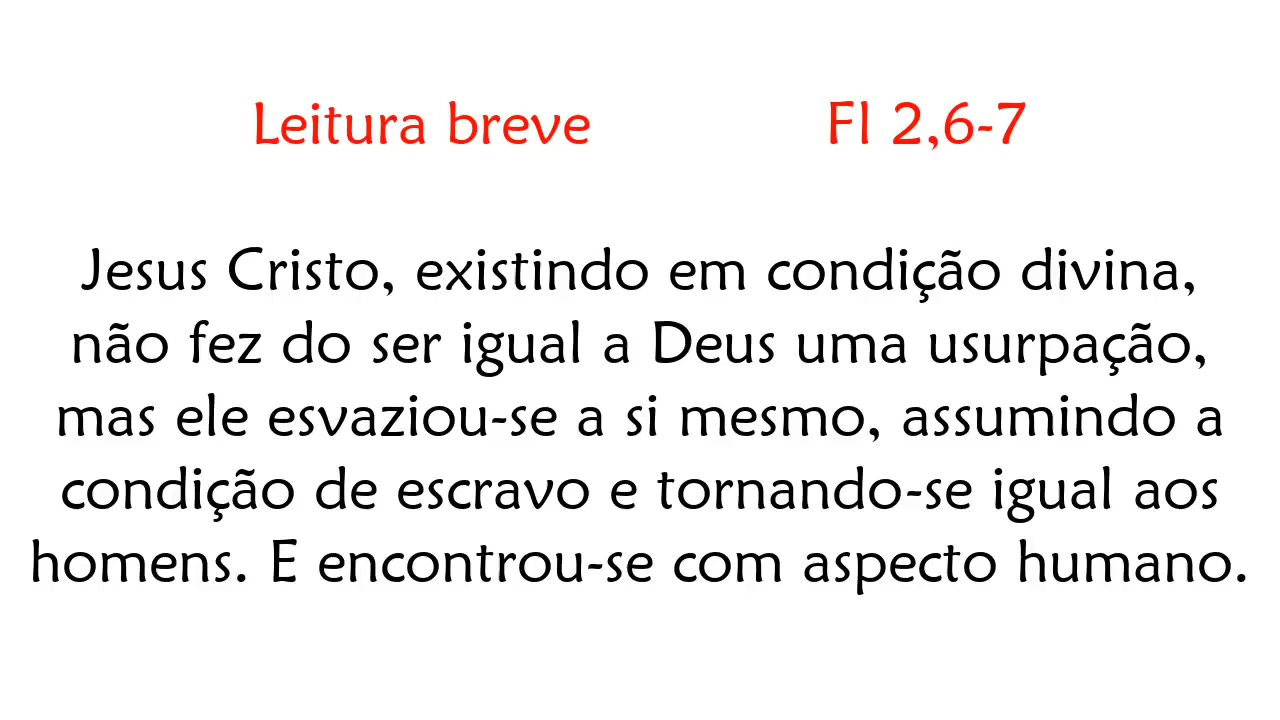 Leitura breve Fl 2,6-7
Jesus Cristo, existindo em condição divina,
não fez do ser igual a Deus uma usurpação,
mas ele esvaziou-se a si mesmo, assumindo a
condição de escravo e tornando-se igual aos
homens. E encontrou-se com aspecto humano.